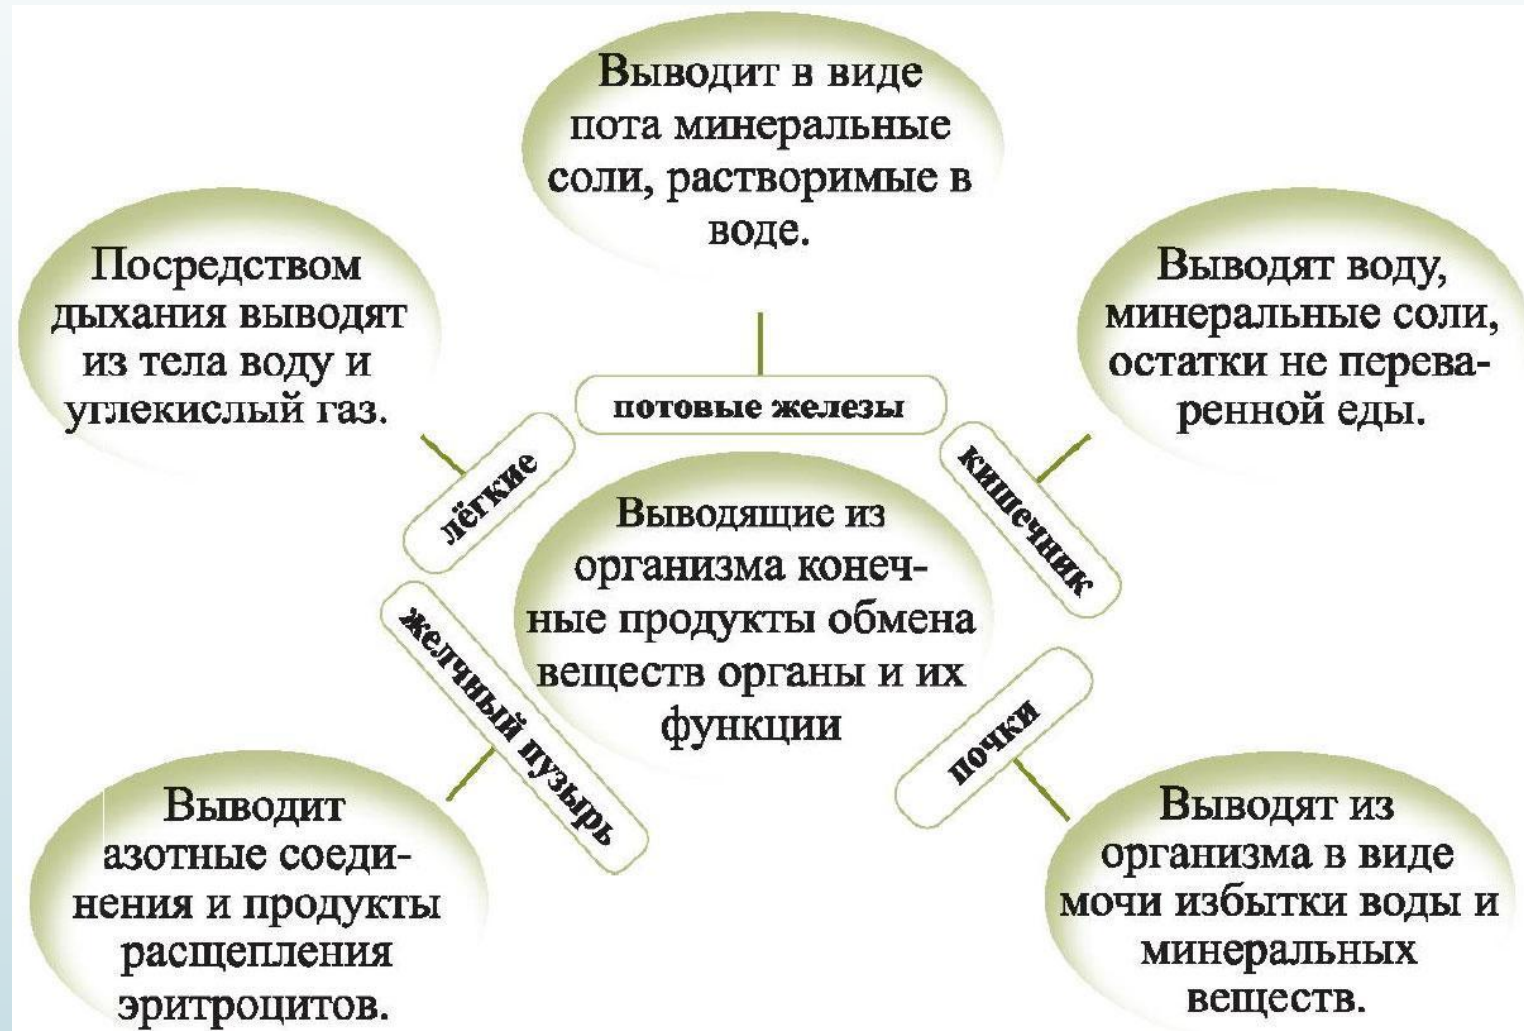 Выводит в виде
пота минеральные
соли, растворимые в
воде.
Посредством
дыхания выводят
из тела воду и
углекислый газ.
Выводят воду,
минеральные соли,
остатки не перева-
ренной еды.
потовые железы
лёгкие
кишечник
Выводящие из
организма конеч-
ные продукты обмена
веществ органы и их
функции
желчный пузырь
почки
Выводит
азотные соеди-
нения и продукты
расщепления
эритроцитов.
Выводят из
организма в виде
мочи избытки воды и
минеральных
веществ.